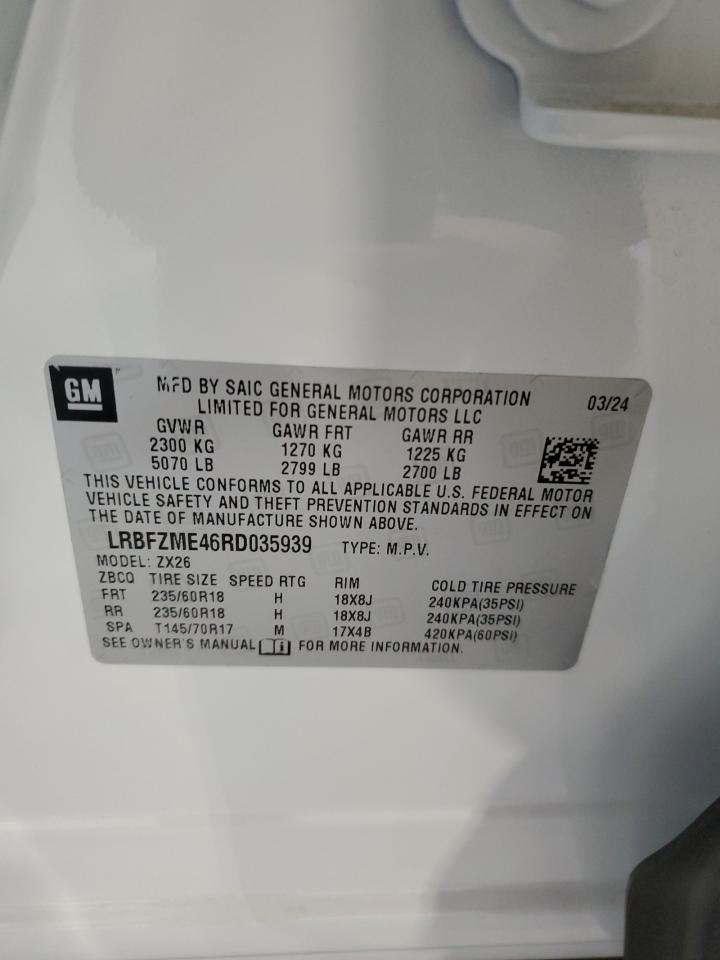 GM
MFD BY SAIC GENERAL MOTORS CORPORATION
LIMITED FOR GENERAL MOTORS LLC
03/24
GVWR GAWR FRT GAWR RR
2300 KG 1270 KG 1225 KG
5070 LB 2799 LB 2700 LB
THIS VEHICLE CONFORMS TO ALL APPLICABLE U.S. FEDERAL MOTOR
VEHICLE SAFETY AND THEFT PREVENTION STANDARDS IN EFFECT ON
THE DATE OF MANUFACTURE SHOWN ABOVE.
LRBFZME46RD035939 TYPE: M.P.V.
MODEL: ZX26
ZBCQ TIRE SIZE SPEED RTG RIM COLD TIRE PRESSURE
FRT 235/60R18 H 18X8J 240KPA(35PSI)
RR 235/60R18 H 18X8J 240KPA(35PSI)
SPA T145/70R17 M 17X4B 420KPA(60PSI)
SEE OWNER'S MANUAL FOR MORE INFORMATION.